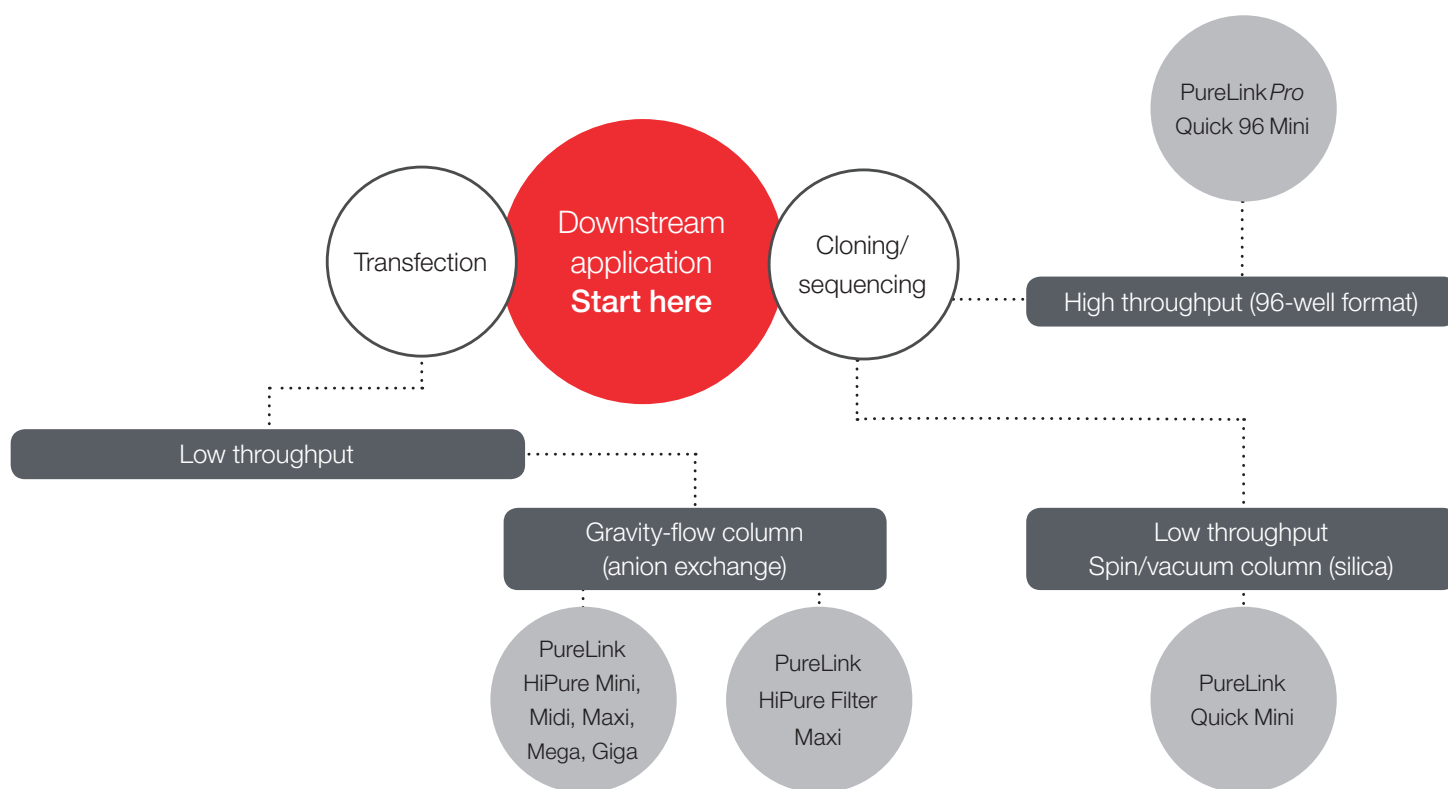 PureLink Pro
Quick 96 Mini
Downstream
application
Start here
Transfection
Cloning/
sequencing
High throughput (96-well format)
Low throughput
Gravity-flow column
(anion exchange)
Low throughput
Spin/vacuum column (silica)
PureLink
HiPure Mini,
Midi, Maxi,
Mega, Giga
PureLink
HiPure Filter
Maxi
PureLink
Quick Mini